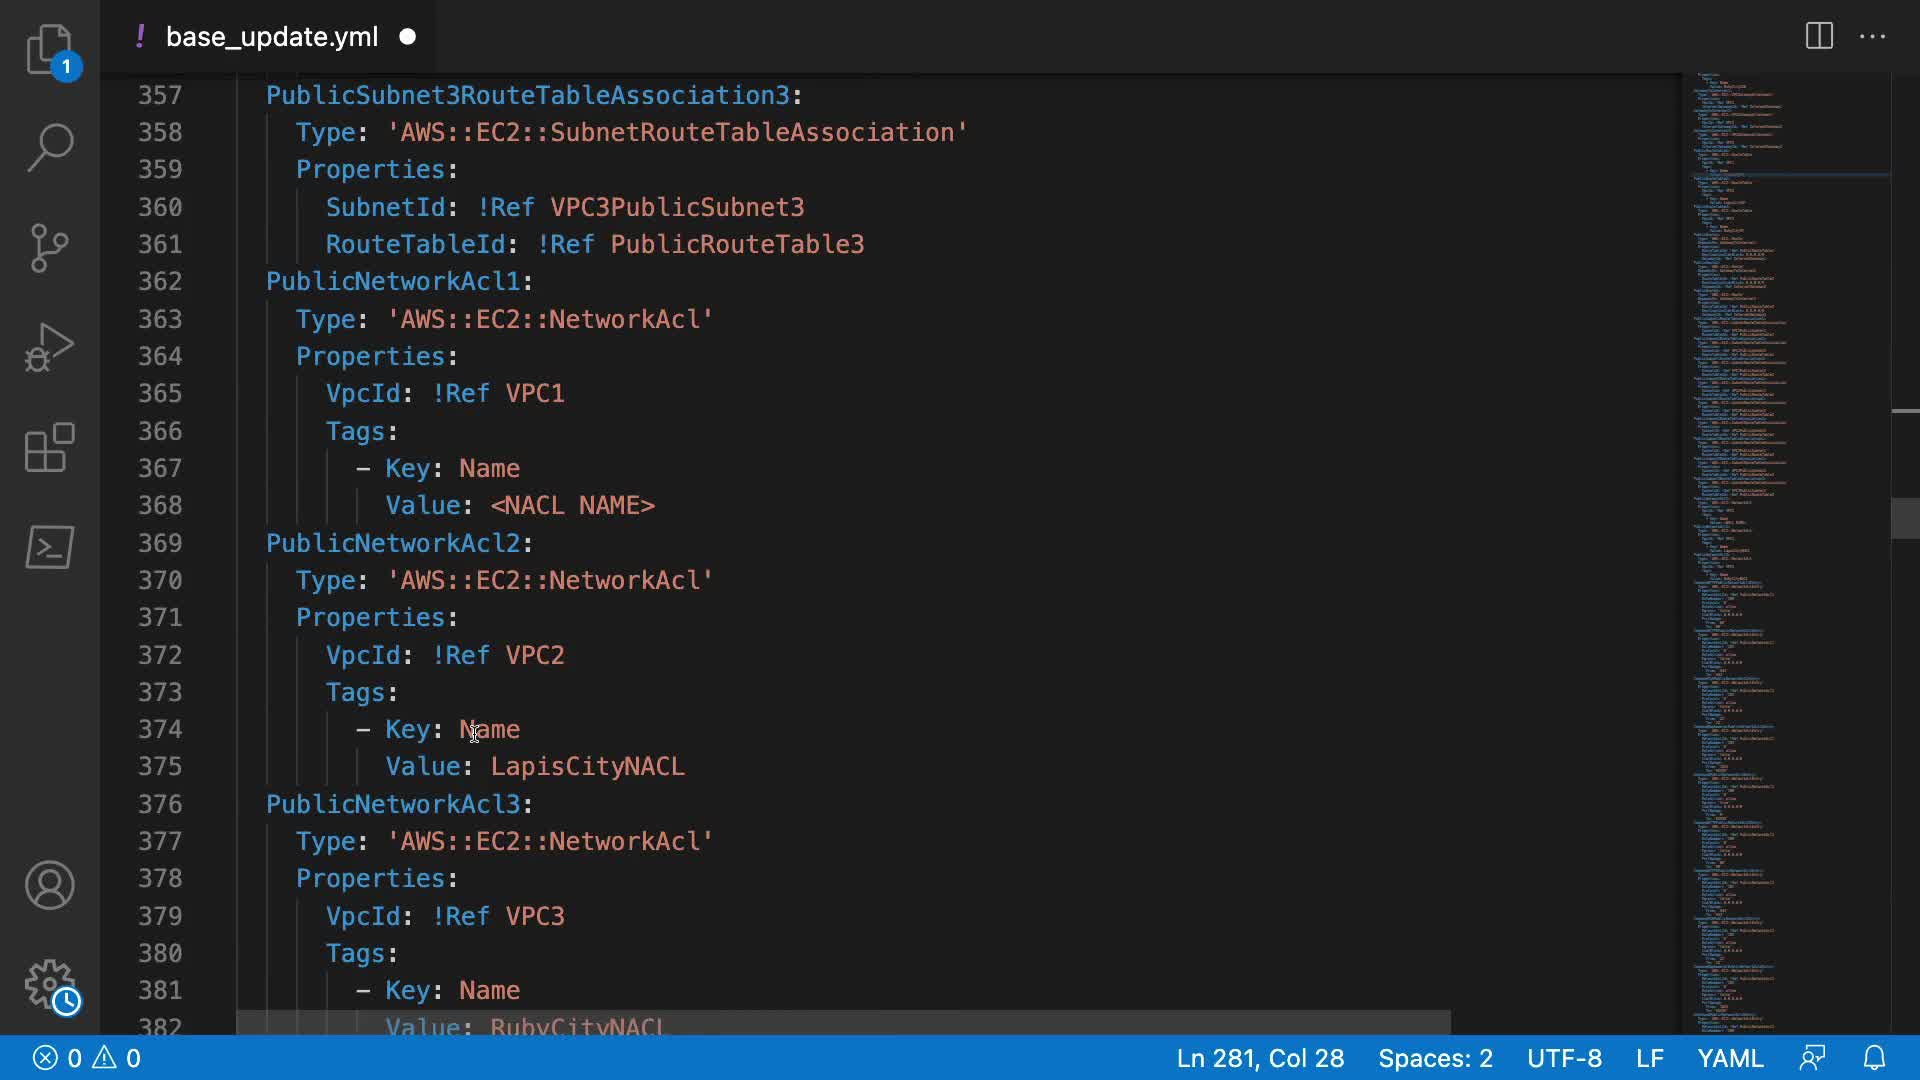 ! base_update.yml
1
357 PublicSubnet3RouteTableAssociation3:
358 Type: 'AWS::EC2::SubnetRouteTableAssociation'
359 Properties:
360 SubnetId: !Ref VPC3PublicSubnet3
361 RouteTableId: !Ref PublicRouteTable3
362 PublicNetworkAcl1:
363 Type: 'AWS::EC2::NetworkAcl'
364 Properties:
365 VpcId: !Ref VPC1
366 Tags:
367 - Key: Name
368 Value: <NACL NAME>
369 PublicNetworkAcl2:
370 Type: 'AWS::EC2::NetworkAcl'
371 Properties:
372 VpcId: !Ref VPC2
373 Tags:
374 - Key: Name
375 Value: LapisCityNACL
376 PublicNetworkAcl3:
377 Type: 'AWS::EC2::NetworkAcl'
378 Properties:
379 VpcId: !Ref VPC3
380 Tags:
381 - Key: Name
382 Value: RubyCityNACL
0 0 Ln 281, Col 28 Spaces: 2 UTF-8 LF YAML